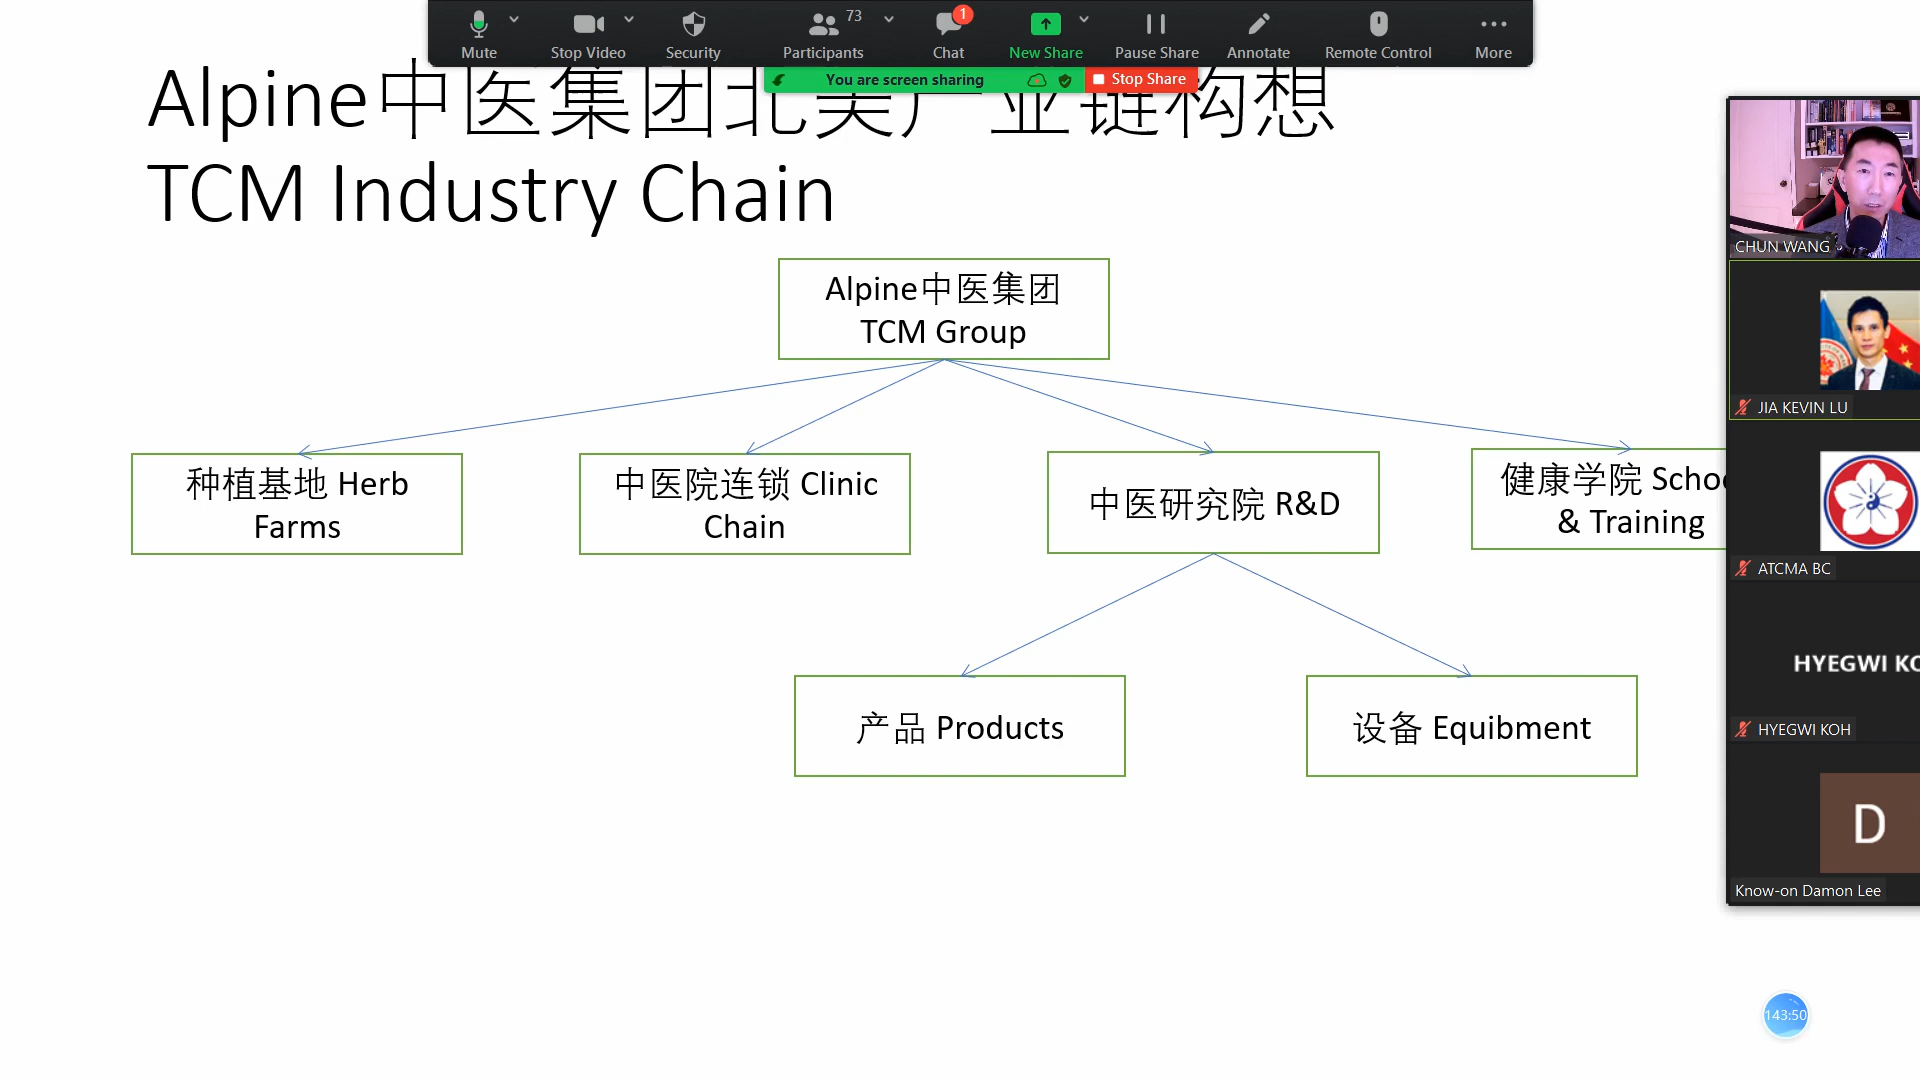 Mute
Stop Video
Security
73
Participants
1
Chat
New Share
Pause Share
Annotate
Remote Control
More
You are screen sharing
Stop Share
Alpine中医集团北美产业链构想
TCM Industry Chain
Alpine中医集团
TCM Group
种植基地 Herb
Farms
中医院连锁 Clinic
Chain
中医研究院 R&D
健康学院 Schoo
& Training
产品 Products
设备 Equibment
CHUN WANG
JIA KEVIN LU
ATCMA BC
HYEGWI KO
HYEGWI KOH
D
Know-on Damon Lee
143:50